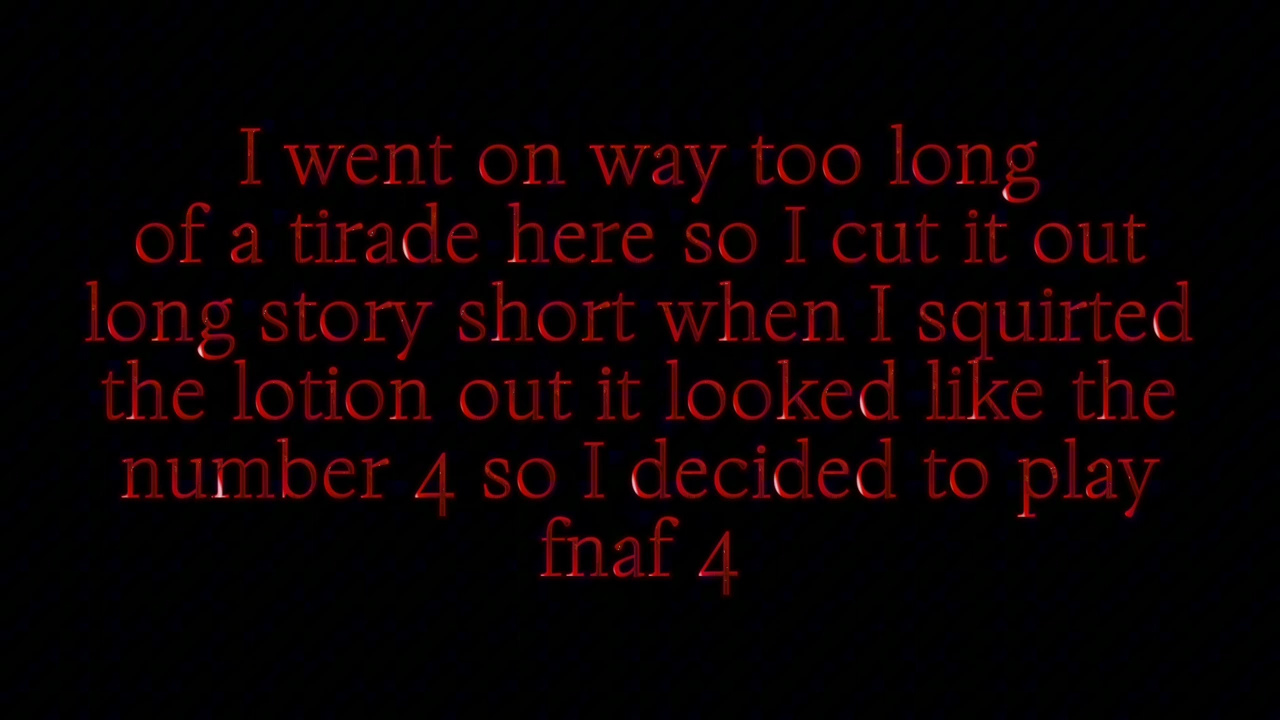 I went on way too long
of a tirade here so I cut it out
long story short when I squirted
the lotion out it looked like the
number 4 so I decided to play
fnaf 4